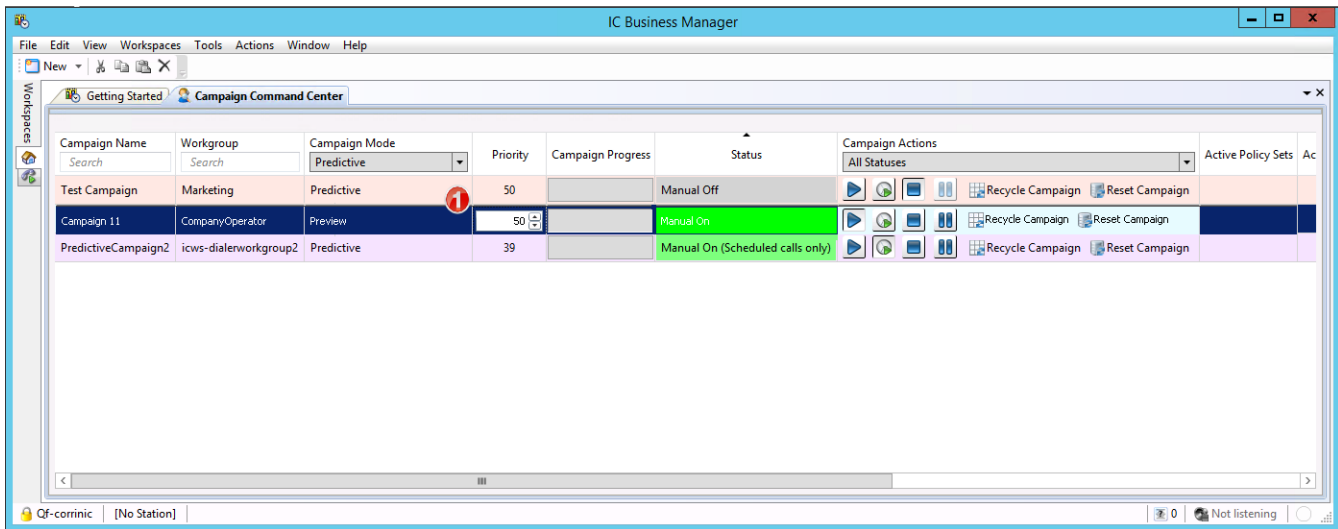 IC Business Manager
File Edit View Workspaces Tools Actions Window Help
New
Workspaces
Getting Started Campaign Command Center
Campaign Name Workgroup Campaign Mode Priority Campaign Progress Status Campaign Actions Active Policy Sets Ac
Search Search Predictive All Statuses
Test Campaign Marketing Predictive 50 Manual Off Recycle Campaign Reset Campaign
1
Campaign 11 CompanyOperator Preview 50 Manual On Recycle Campaign Reset Campaign
PredictiveCampaign2 icws-dialerworkgroup2 Predictive 39 Manual On (Scheduled calls only) Recycle Campaign Reset Campaign
Qf-corrinic [No Station] 0 Not listening